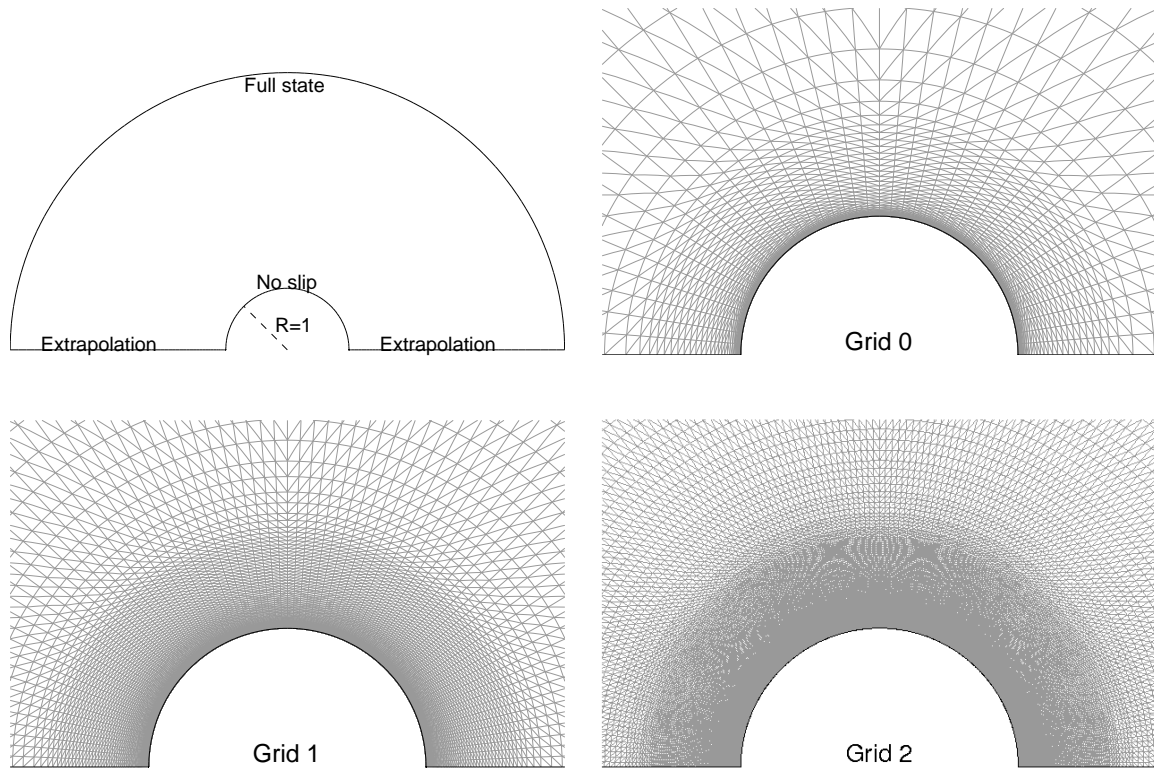 Full state
No slip
R=1
Extrapolation
Extrapolation
Grid 0
Grid 1
Grid 2